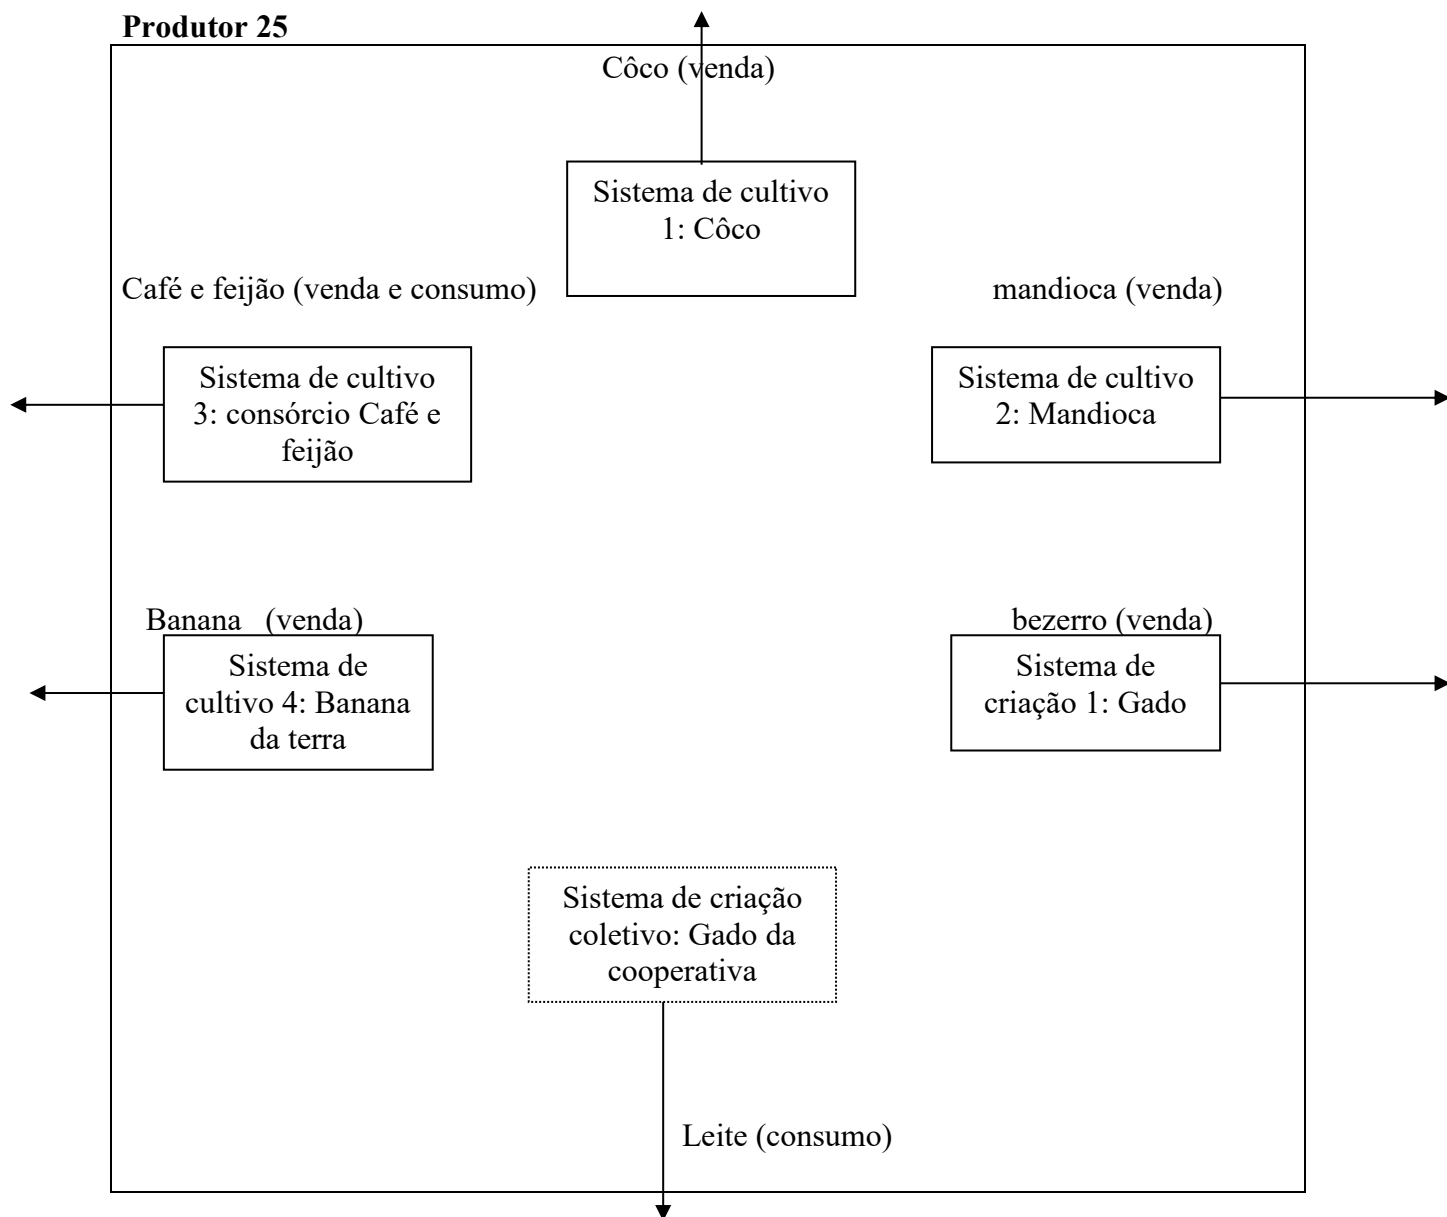 Produtor 25
Côco (venda)
Sistema de cultivo
1: Côco
Café e feijão (venda e consumo)
mandioca (venda)
Sistema de cultivo
3: consórcio Café e
feijão
Sistema de cultivo
2: Mandioca
Banana (venda)
bezerro (venda)
Sistema de
cultivo 4: Banana
da terra
Sistema de
criação 1: Gado
Sistema de criação
coletivo: Gado da
cooperativa
Leite (consumo)